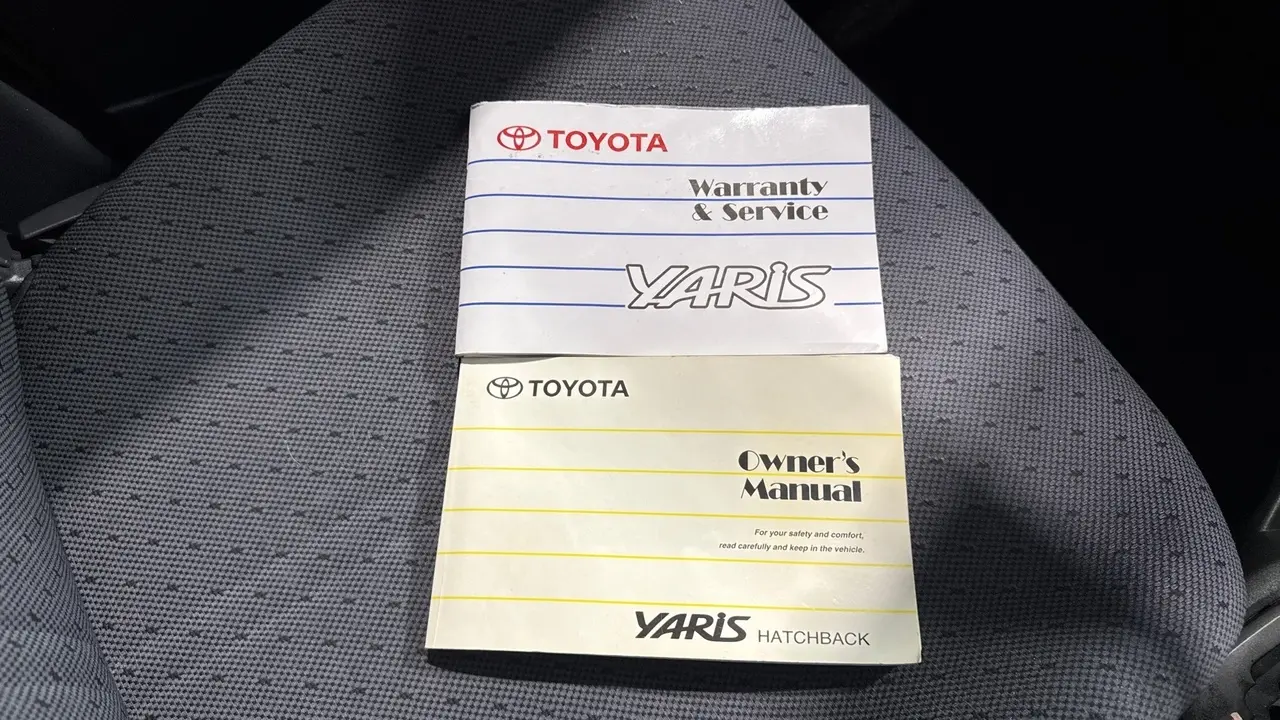 TOYOTA
Warranty
& Service
YARiS
TOYOTA
Owner's
Manual
For your safety and comfort,
read carefully and keep in the vehicle.
YARiS HATCHBACK